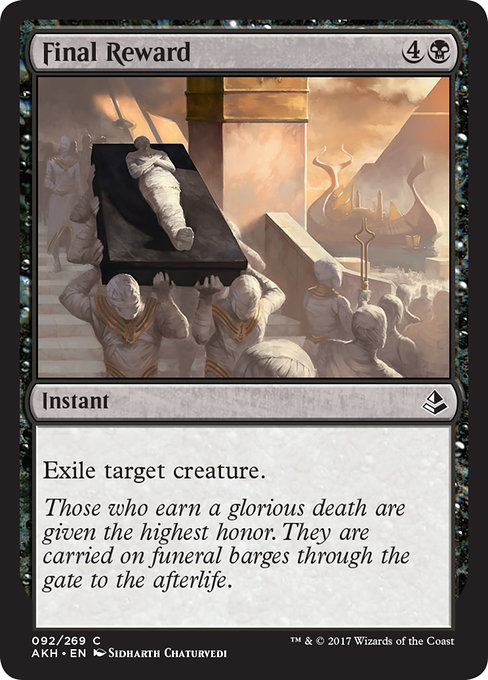 Final Reward 4
Instant
Exile target creature.
Those who earn a glorious death are
given the highest honor. They are
carried on funeral barges through the
gate to the afterlife.
092/269 C ™ & © 2017 Wizards of the Coast
AKH • EN Sidharth Chaturvedi